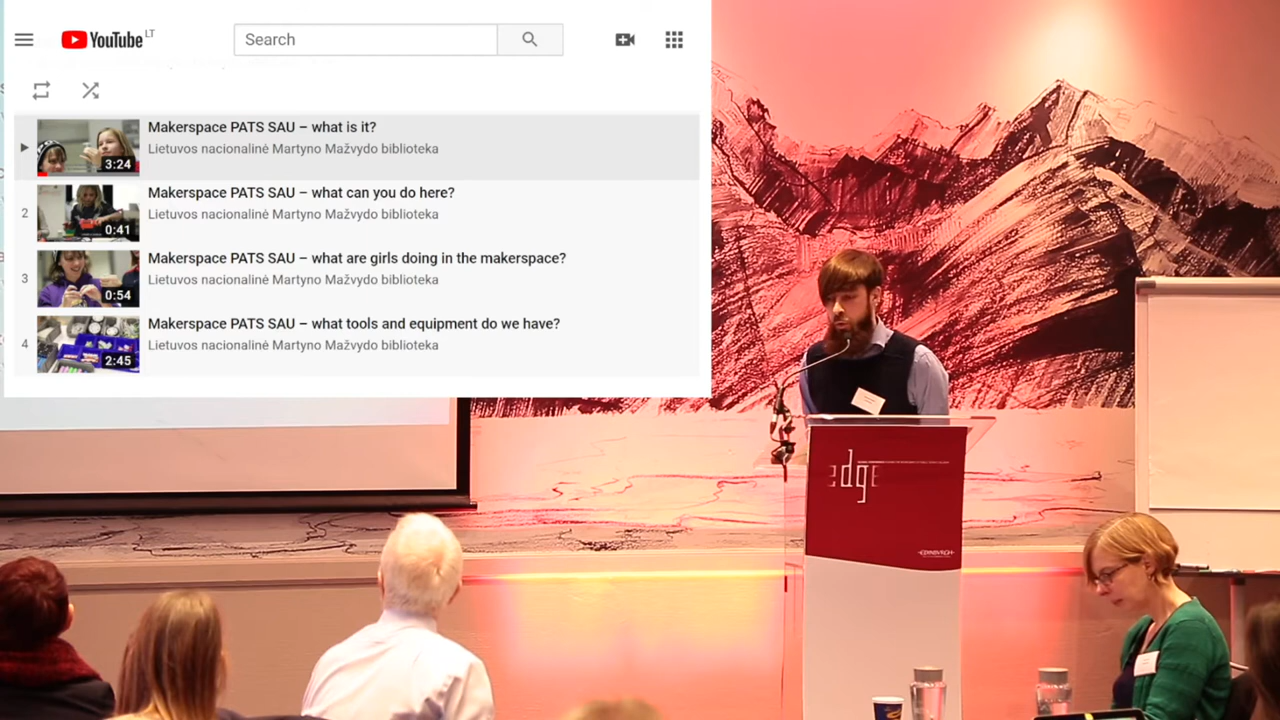 YouTube LT
Search
Makerspace PATS SAU – what is it?
Lietuvos nacionalinė Martyno Mažvydo biblioteka
3:24
2
Makerspace PATS SAU – what can you do here?
Lietuvos nacionalinė Martyno Mažvydo biblioteka
0:41
3
Makerspace PATS SAU – what are girls doing in the makerspace?
Lietuvos nacionalinė Martyno Mažvydo biblioteka
0:54
4
Makerspace PATS SAU – what tools and equipment do we have?
Lietuvos nacionalinė Martyno Mažvydo biblioteka
2:45
edge
•EDINBVRGH•